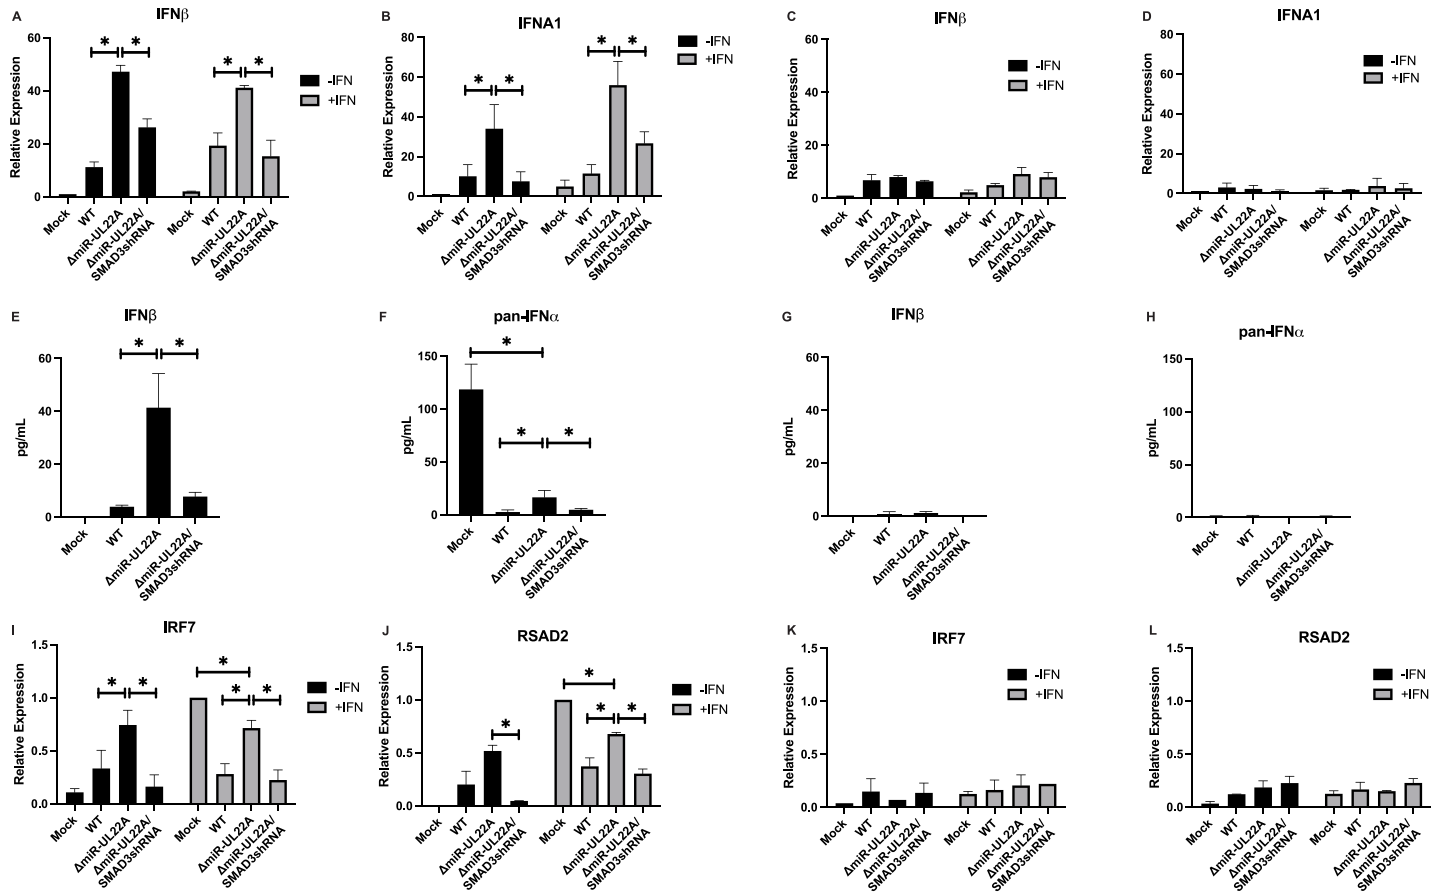 A
IFNβ
Relative Expression
60
40
20
0
* *
* *
-IFN
+IFN
Mock
WT
ΔmiR-UL22A
ΔmiR-UL22A/
SMAD3shRNA
Mock
WT
ΔmiR-UL22A
ΔmiR-UL22A/
SMAD3shRNA
B
IFNA1
Relative Expression
80
60
40
20
0
* *
* *
-IFN
+IFN
Mock
WT
ΔmiR-UL22A
ΔmiR-UL22A/
SMAD3shRNA
Mock
WT
ΔmiR-UL22A
ΔmiR-UL22A/
SMAD3shRNA
C
IFNβ
Relative Expression
30
20
10
0
-IFN
+IFN
Mock
WT
ΔmiR-UL22A
ΔmiR-UL22A/
SMAD3shRNA
Mock
WT
ΔmiR-UL22A
ΔmiR-UL22A/
SMAD3shRNA
D
IFNA1
Relative Expression
80
60
40
20
0
-IFN
+IFN
Mock
WT
ΔmiR-UL22A
ΔmiR-UL22A/
SMAD3shRNA
Mock
WT
ΔmiR-UL22A
ΔmiR-UL22A/
SMAD3shRNA
E
IFNβ
pg/mL
60
40
20
0
* *
Mock
WT
ΔmiR-UL22A
ΔmiR-UL22A/
SMAD3shRNA
F
pan-IFNα
pg/mL
150
100
50
0
*
* *
Mock
WT
ΔmiR-UL22A
ΔmiR-UL22A/
SMAD3shRNA
G
IFNβ
pg/mL
60
40
20
0
Mock
WT
ΔmiR-UL22A
ΔmiR-UL22A/
SMAD3shRNA
H
pan-IFNα
pg/mL
150
100
50
0
Mock
WT
ΔmiR-UL22A
ΔmiR-UL22A/
SMAD3shRNA
I
IRF7
Relative Expression
1.5
1.0
0.5
0.0
* *
*
* *
-IFN
+IFN
Mock
WT
ΔmiR-UL22A
ΔmiR-UL22A/
SMAD3shRNA
Mock
WT
ΔmiR-UL22A
ΔmiR-UL22A/
SMAD3shRNA
J
RSAD2
Relative Expression
1.5
1.0
0.5
0.0
*
*
* *
-IFN
+IFN
Mock
WT
ΔmiR-UL22A
ΔmiR-UL22A/
SMAD3shRNA
Mock
WT
ΔmiR-UL22A
ΔmiR-UL22A/
SMAD3shRNA
K
IRF7
Relative Expression
1.5
1.0
0.5
0.0
-IFN
+IFN
Mock
WT
ΔmiR-UL22A
ΔmiR-UL22A/
SMAD3shRNA
Mock
WT
ΔmiR-UL22A
ΔmiR-UL22A/
SMAD3shRNA
L
RSAD2
Relative Expression
1.5
1.0
0.5
0.0
-IFN
+IFN
Mock
WT
ΔmiR-UL22A
ΔmiR-UL22A/
SMAD3shRNA
Mock
WT
ΔmiR-UL22A
ΔmiR-UL22A/
SMAD3shRNA